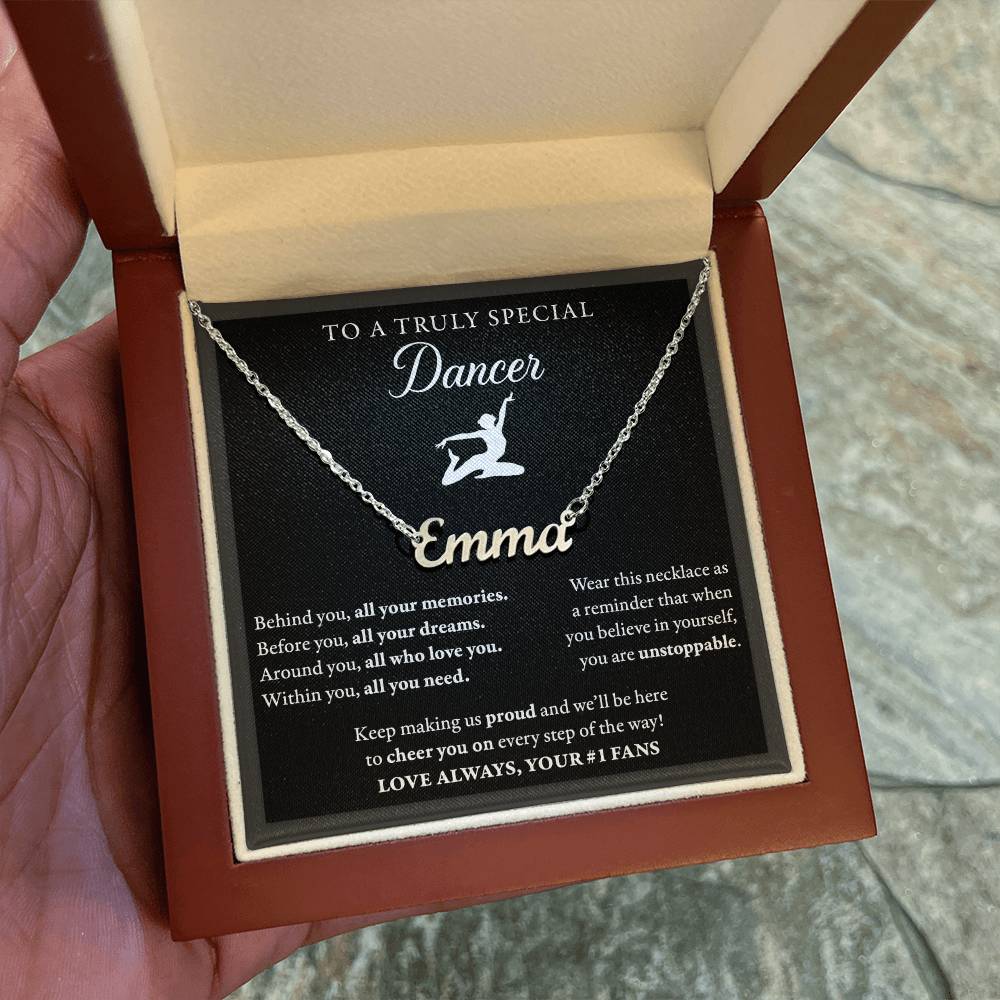 TO A TRULY SPECIAL
Dancer
Emma
Behind you, all your memories.
Before you, all your dreams.
Around you, all who love you.
Within you, all you need.
Wear this necklace as
a reminder that when
you believe in yourself,
you are unstoppable.
Keep making us proud and we’ll be here
to cheer you on every step of the way!
LOVE ALWAYS, YOUR #1 FANS